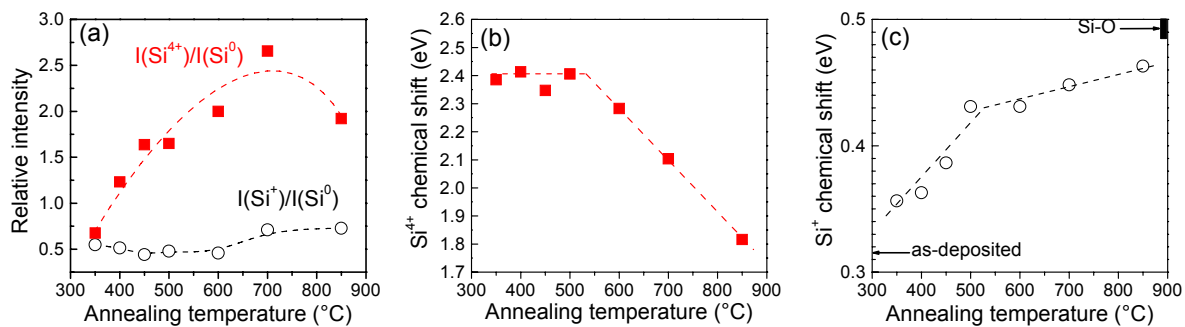 (a)
I(Si⁴⁺)/I(Si⁰)
I(Si⁺)/I(Si⁰)
Relative intensity
3.0
2.5
2.0
1.5
1.0
0.5
0.0
300 400 500 600 700 800 900
Annealing temperature (°C)
(b)
Si⁴⁺ chemical shift (eV)
2.5
2.4
2.3
2.2
2.1
2.0
1.9
1.8
1.7
300 400 500 600 700 800 900
Annealing temperature (°C)
(c)
Si-O
as-deposited
Si⁺ chemical shift (eV)
0.5
0.4
0.3
300 400 500 600 700 800 900
Annealing temperature (°C)